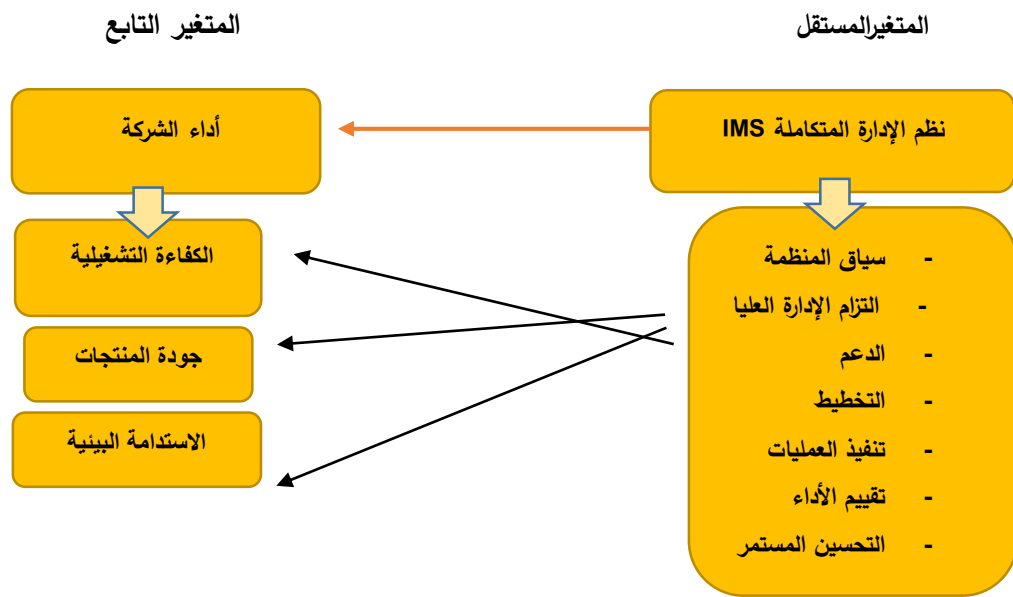 المتغيرالمستقل
المتغير التابع
نظم الإدارة المتكاملة IMS
أداء الشركة
- سياق المنظمة
- التزام الإدارة العليا
- الدعم
- التخطيط
- تنفيذ العمليات
- تقييم الأداء
- التحسين المستمر
الكفاءة التشغيلية
جودة المنتجات
الاستدامة البيئية